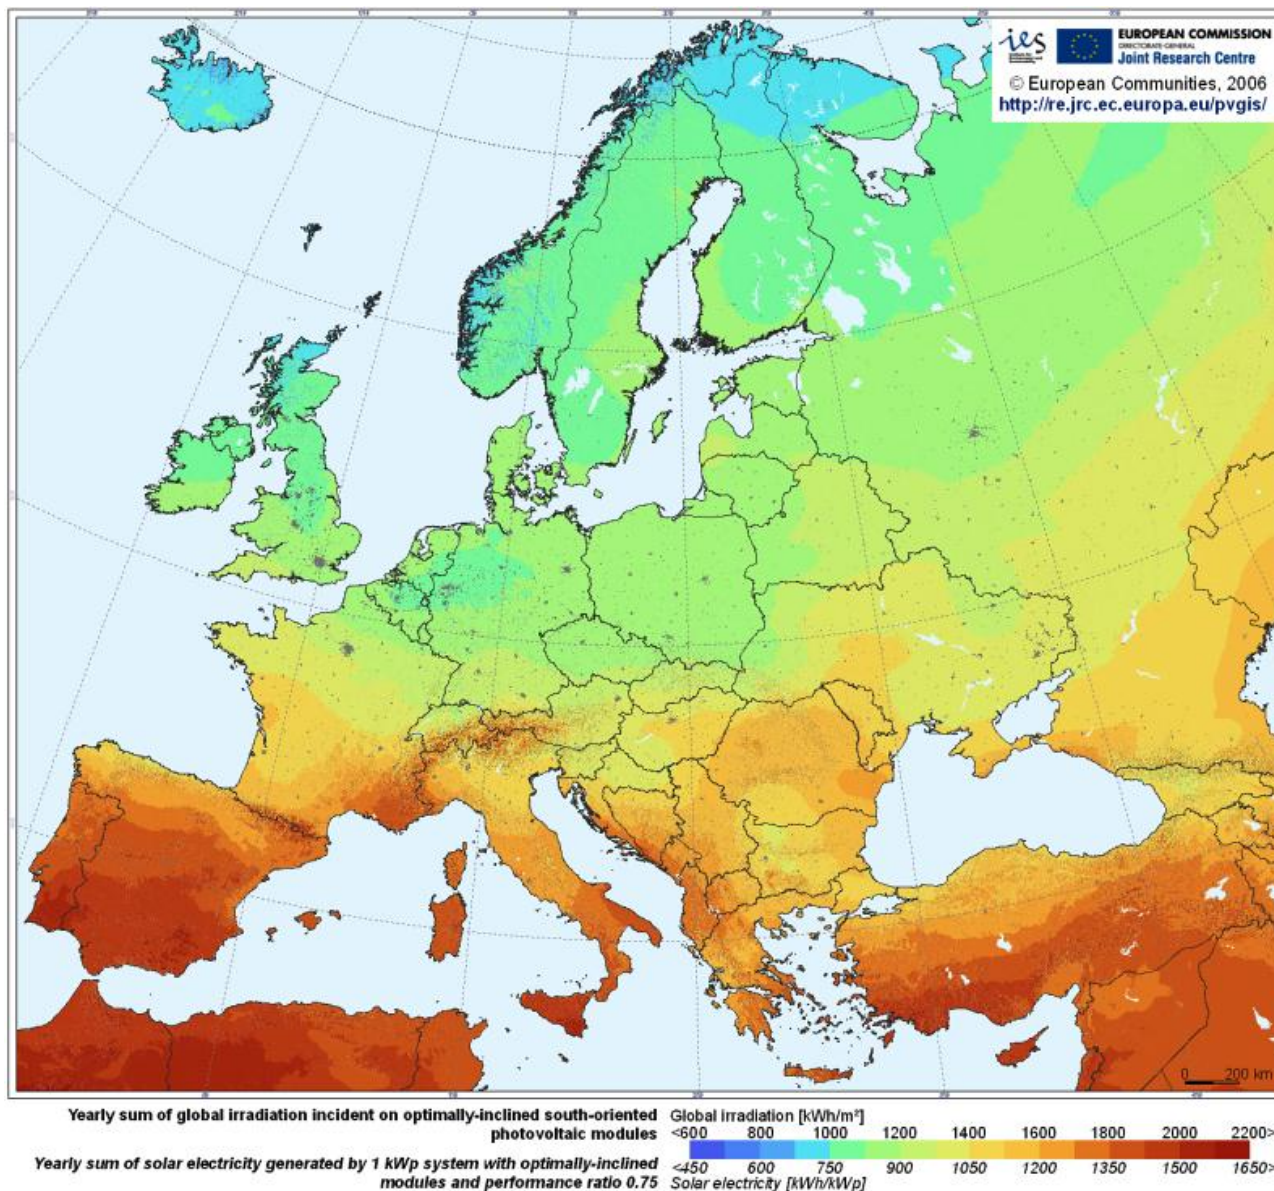 ies
EUROPEAN COMMISSION
DIRECTORATE-GENERAL
Joint Research Centre
© European Communities, 2006
http://re.jrc.ec.europa.eu/pvgis/
0 200 km
Yearly sum of global irradiation incident on optimally-inclined south-oriented
photovoltaic modules
Yearly sum of solar electricity generated by 1 kWp system with optimally-inclined
modules and performance ratio 0.75
Global irradiation [kWh/m²]
<600 800 1000 1200 1400 1600 1800 2000 2200>
<450 600 750 900 1050 1200 1350 1500 1650>
Solar electricity [kWh/kWp]